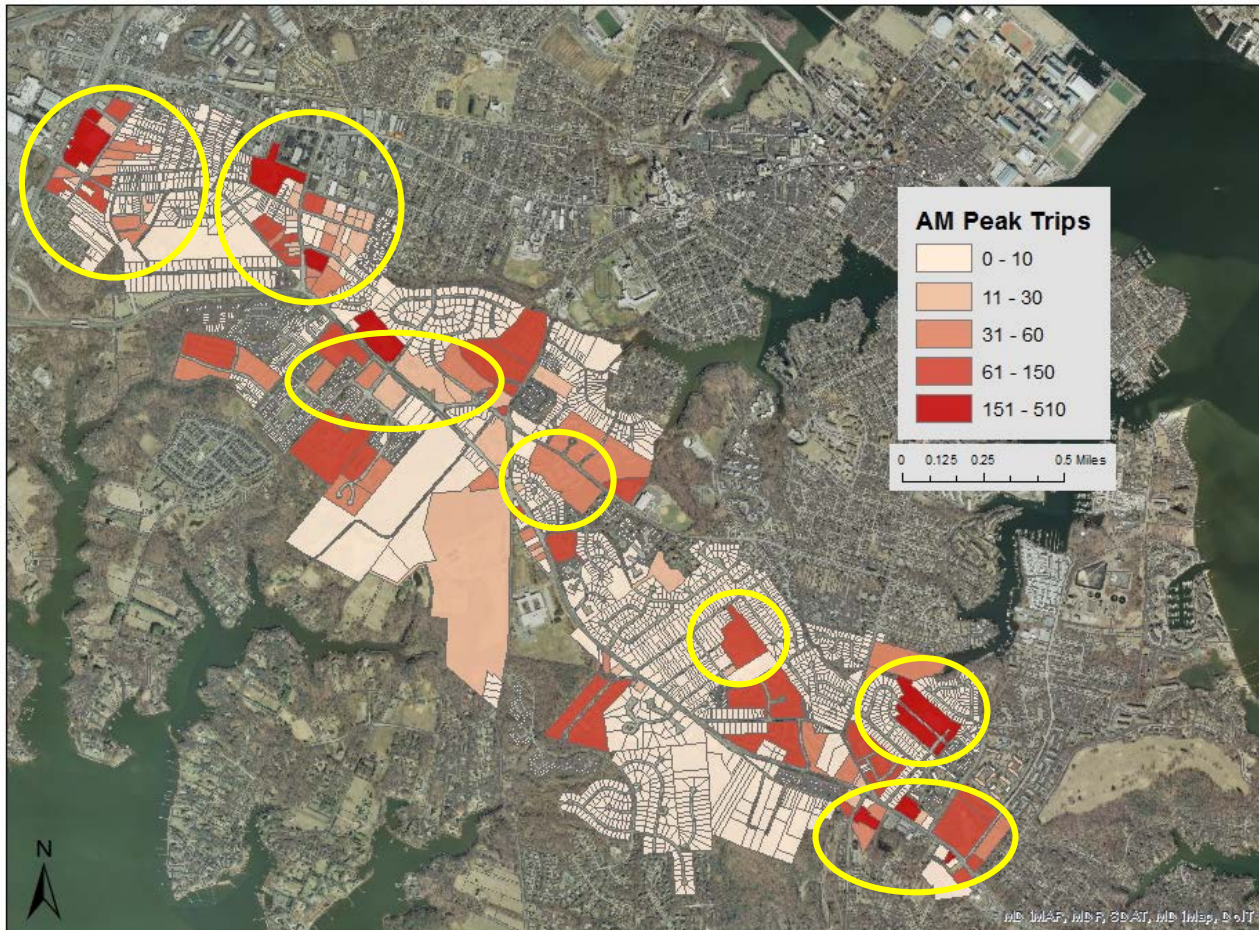 AM Peak Trips
0 - 10
11 - 30
31 - 60
61 - 150
151 - 510
0 0.125 0.25 0.5 Miles
N
MD iMAP, MDP, SDAT, MD iMap, DoIT